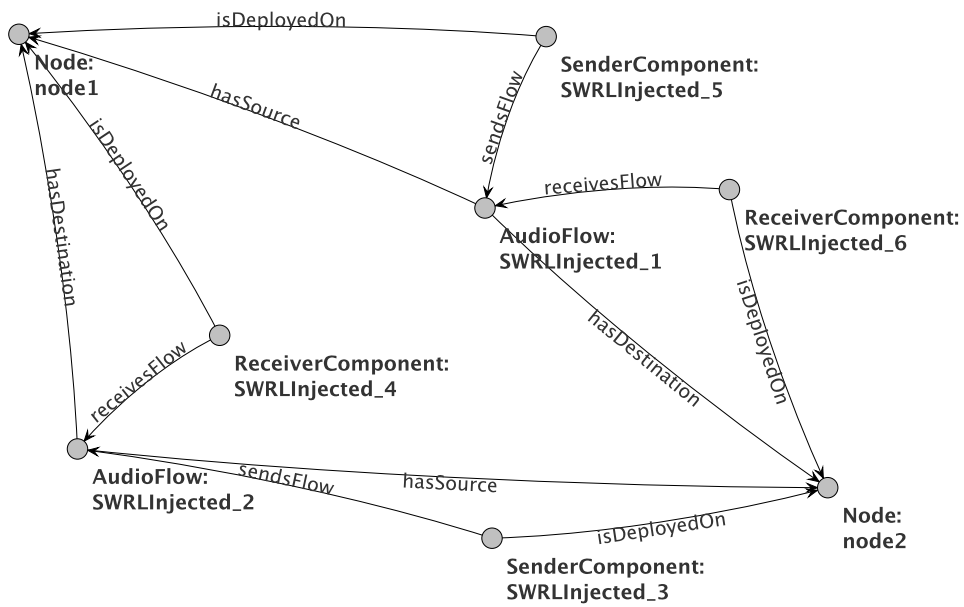 isDeployedOn
Node:
node1
SenderComponent:
SWRLInjected_5
hasSource
sendsFlow
isDeployedOn
receivesFlow
ReceiverComponent:
SWRLInjected_6
AudioFlow:
SWRLInjected_1
hasDestination
isDeployedOn
hasDestination
ReceiverComponent:
SWRLInjected_4
receivesFlow
AudioFlow:
SWRLInjected_2
sendsFlow
hasSource
isDeployedOn
Node:
node2
SenderComponent:
SWRLInjected_3